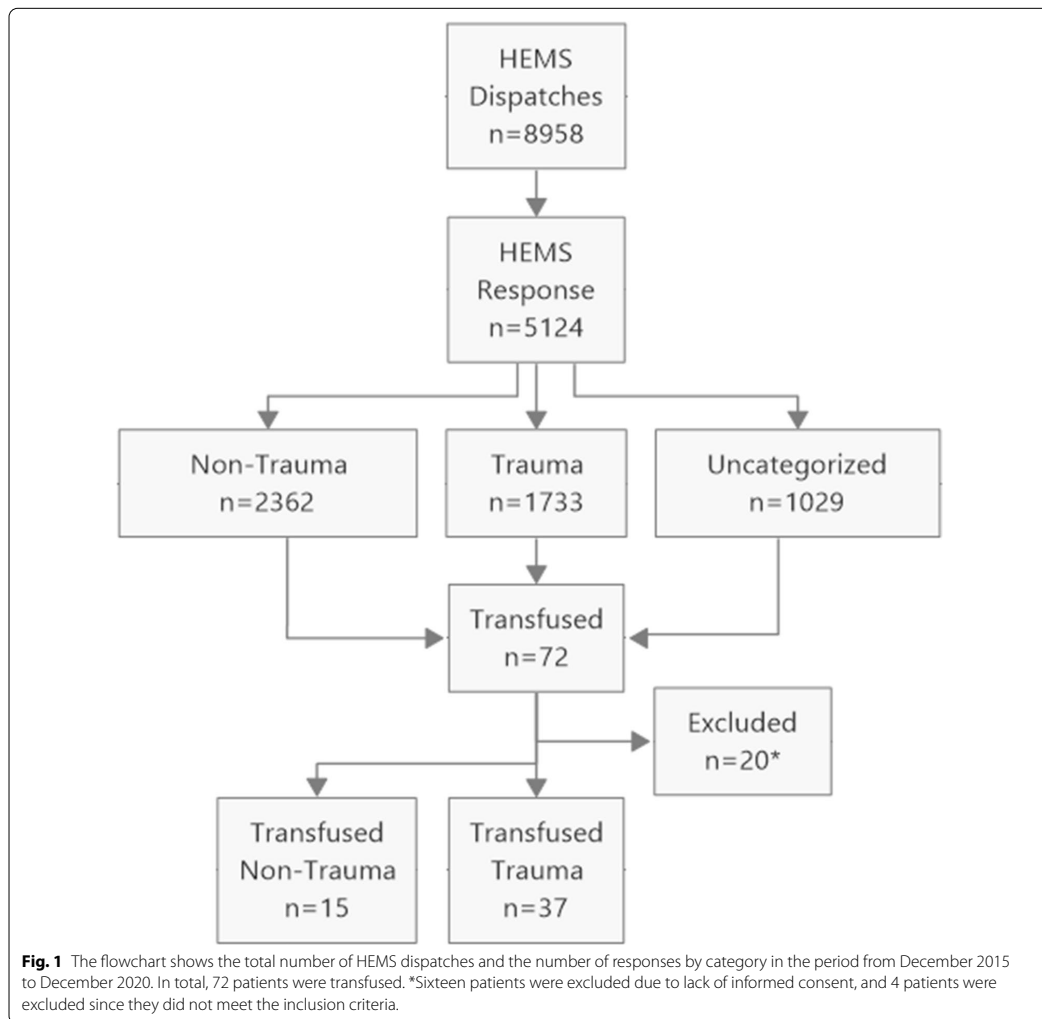 HEMS
Dispatches
n=8958
HEMS
Response
n=5124
Non-Trauma
n=2362
Trauma
n=1733
Uncategorized
n=1029
Transfused
n=72
Excluded
n=20*
Transfused
Non-Trauma
n=15
Transfused
Trauma
n=37
Fig. 1 The flowchart shows the total number of HEMS dispatches and the number of responses by category in the period from December 2015
to December 2020. In total, 72 patients were transfused. *Sixteen patients were excluded due to lack of informed consent, and 4 patients were
excluded since they did not meet the inclusion criteria.